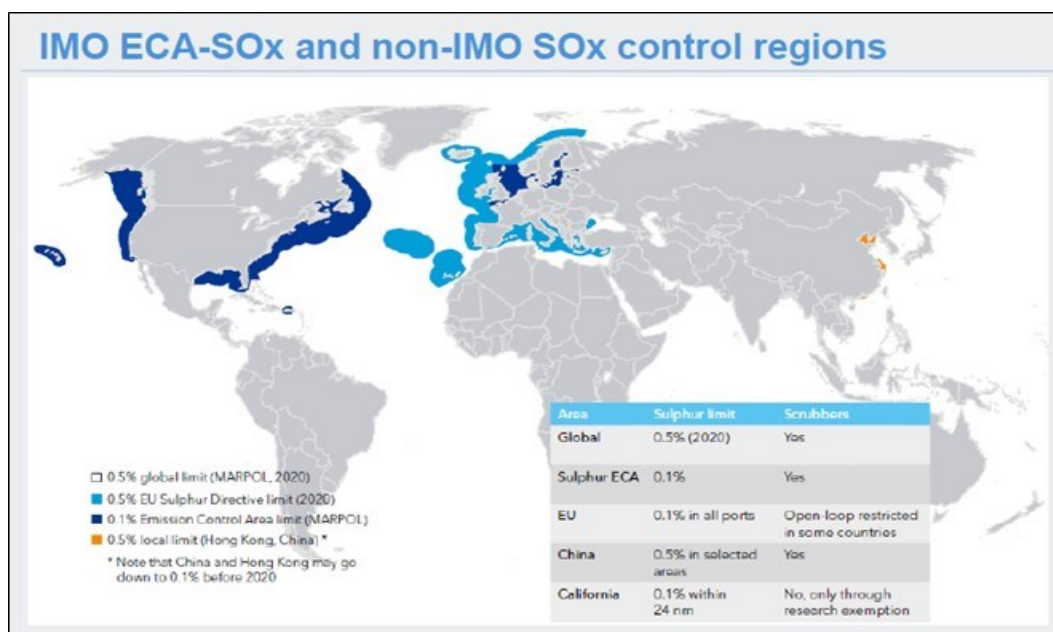 IMO ECA-SOx and non-IMO SOx control regions
0.5% global limit (MARPOL, 2020)
0.5% EU Sulphur Directive limit (2020)
0.1% Emission Control Area limit (MARPOL)
0.5% local limit (Hong Kong, China) *
* Note that China and Hong Kong may go
down to 0.1% before 2020
Area Sulphur limit Scrubbers
Global 0.5% (2020) Yes
Sulphur ECA 0.1% Yes
EU 0.1% in all ports Open-loop restricted
in some countries
China 0.5% in selected Yes
areas
California 0.1% within No, only through
24 nm research exemption